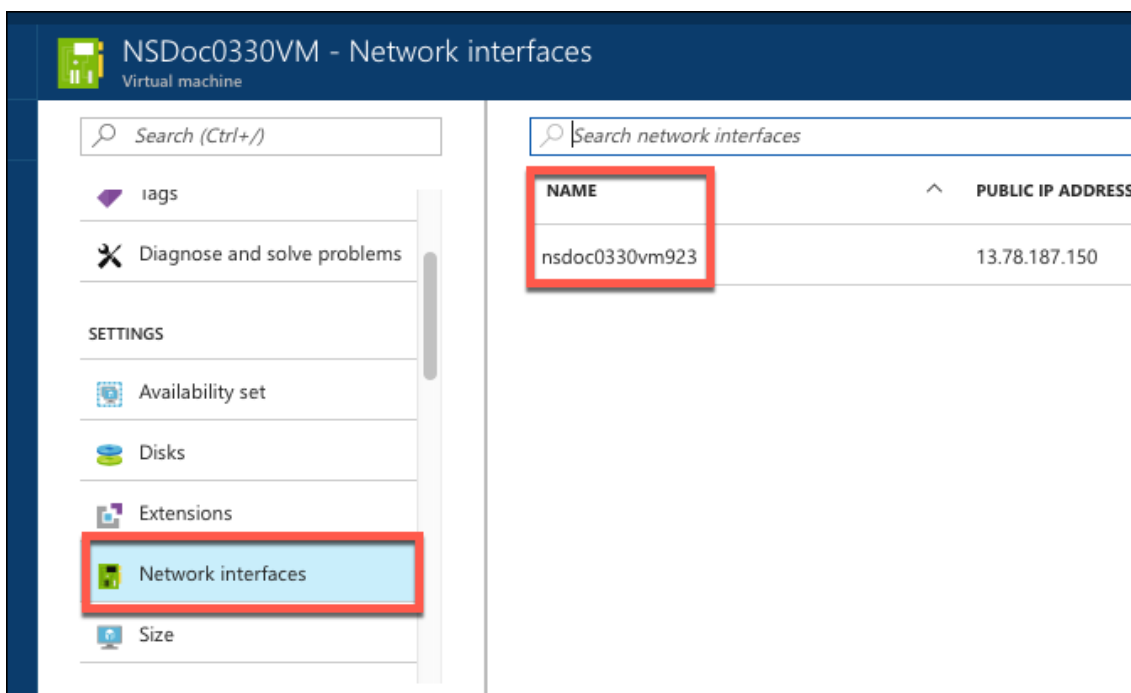 NSDoc0330VM - Network interfaces
Virtual machine
Search (Ctrl+/)
Tags
Diagnose and solve problems
SETTINGS
Availability set
Disks
Extensions
Network interfaces
Size
Search network interfaces
NAME
PUBLIC IP ADDRESS
nsdoc0330vm923
13.78.187.150